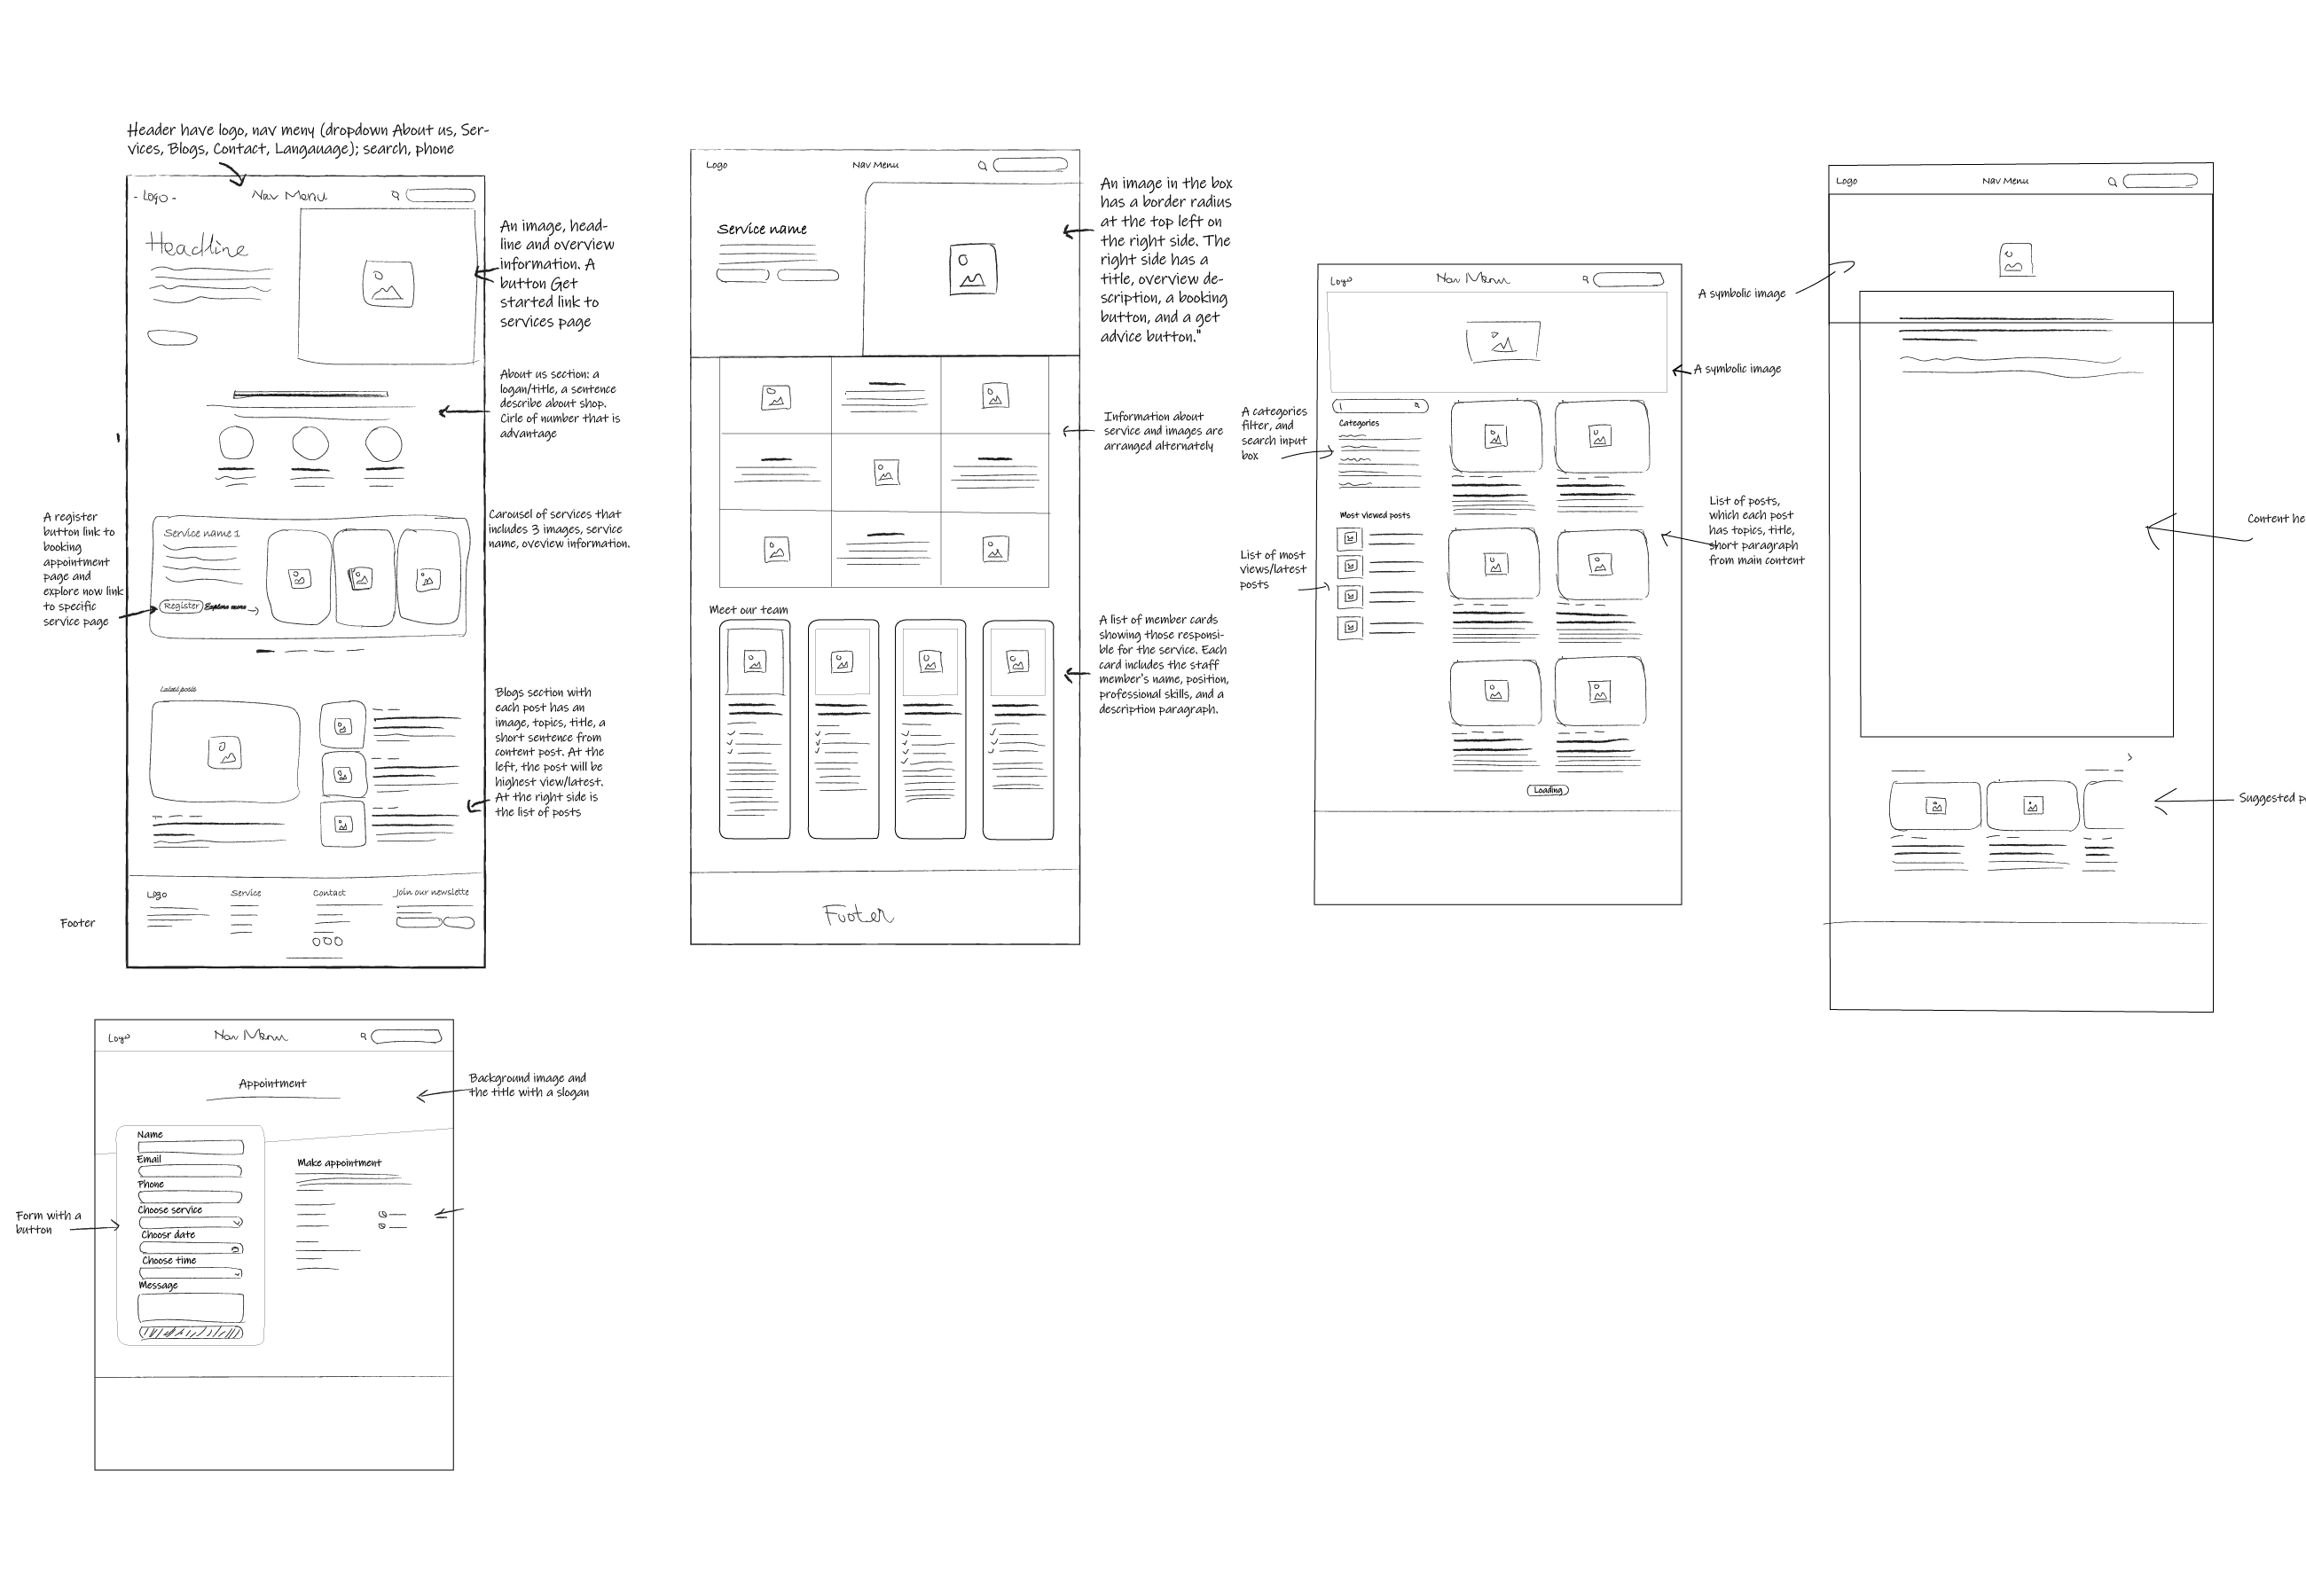 Header have logo, nav meny (dropdown About us, Ser-
vices, Blogs, Contact, Langauage); search, phone
- Logo -
Nav Menu
Headline
An image, head-
line and overview
information. A
button Get
started link to
services page
About us section: a
logan/title, a sentence
describe about shop.
Cirle of number that is
advantage
A register
button link to
booking
appointment
page and
explore now link
to specific
service page
Service name 1
Register
Explore more
Carousel of services that
includes 3 images, service
name, oveview information.
Latest posts
Blogs section with
each post has an
image, topics, title, a
short sentence from
content post. At the
left, the post will be
highest view/latest.
At the right side is
the list of posts
Footer
Logo
Service
Contact
Join our newslette
Logo
Nav Menu
Service name
An image in the box
has a border radius
at the top left on
the right side. The
right side has a
title, overview de-
scription, a booking
button, and a get
advice button."
Information about
service and images are
arranged alternately
Meet our team
A list of member cards
showing those responsi-
ble for the service. Each
card includes the staff
member's name, position,
professional skills, and a
description paragraph.
Footer
Logo
Nav Menu
A symbolic image
A categories
filter, and
search input
box
Categories
Most viewed posts
List of most
views/latest
posts
List of posts,
which each post
has topics, title,
short paragraph
from main content
Loading
Logo
Nav Menu
A symbolic image
Content he
Suggested p
Logo
Nav Menu
Appointment
Background image and
the title with a slogan
Form with a
button
Name
Email
Phone
Choose service
Choosr date
Choose time
Message
Make appointment